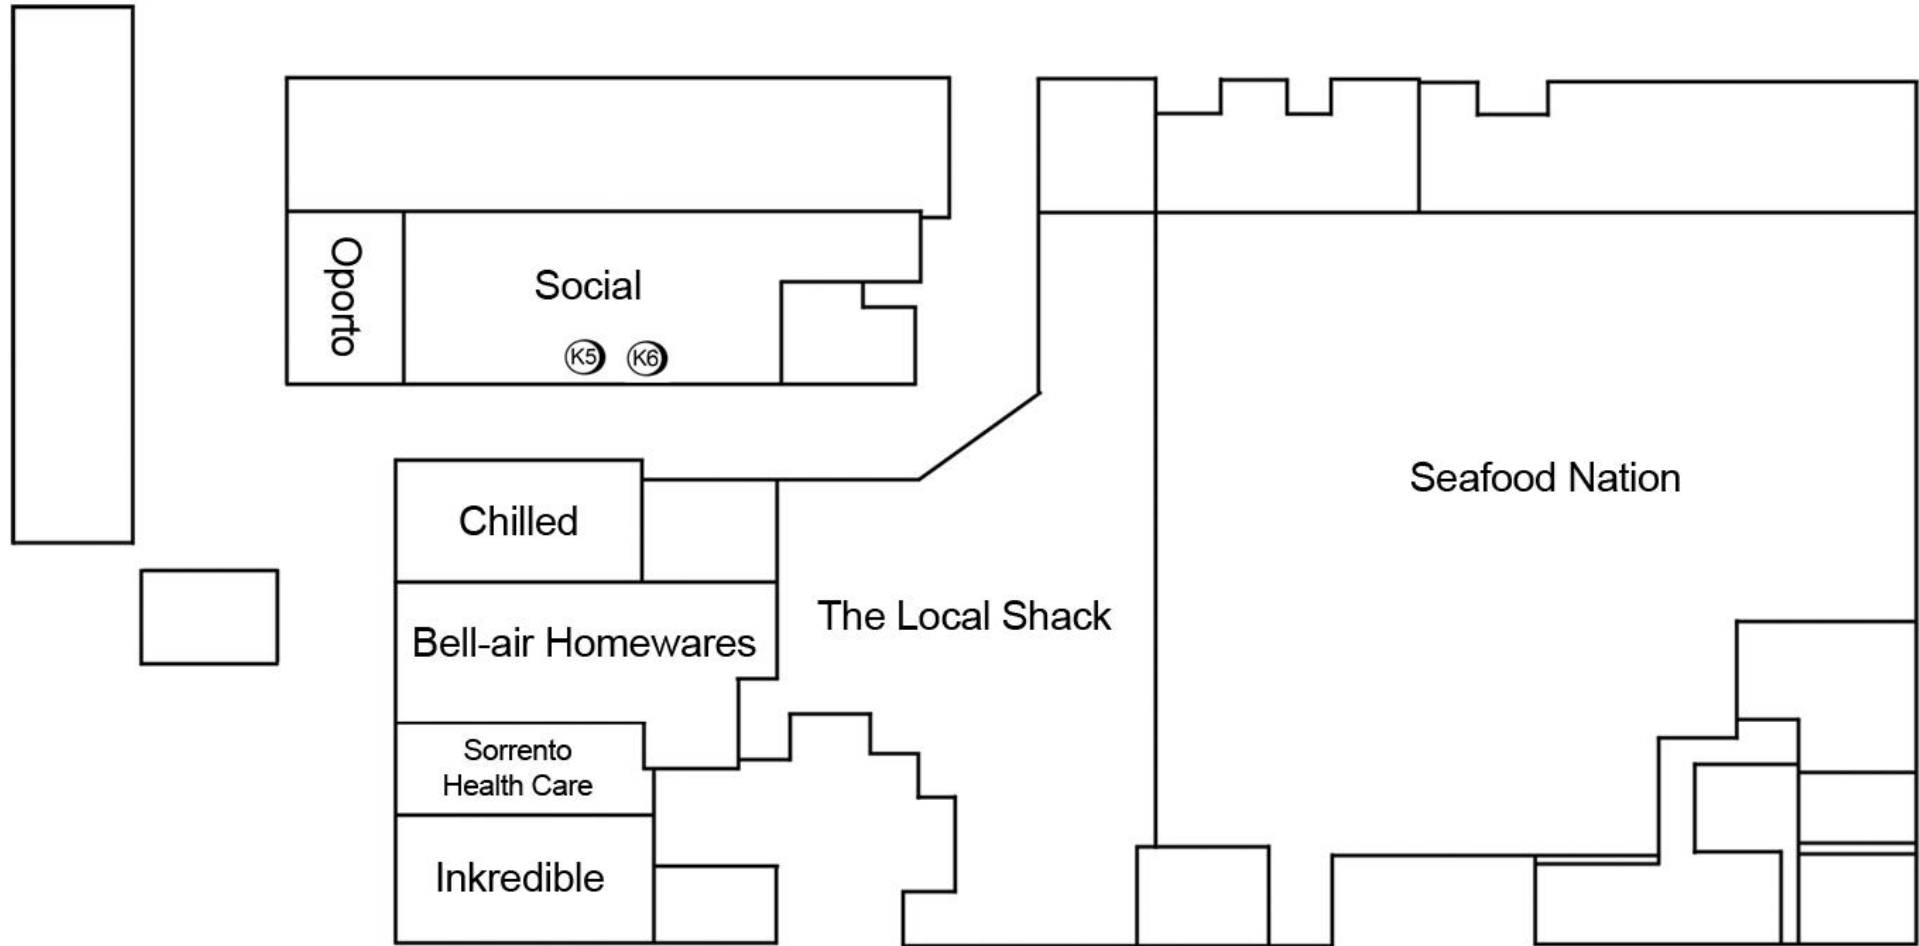 Oporto
Social
K5 K6
Chilled
Seafood Nation
Bell-air Homewares
The Local Shack
Sorrento
Health Care
Inkredible